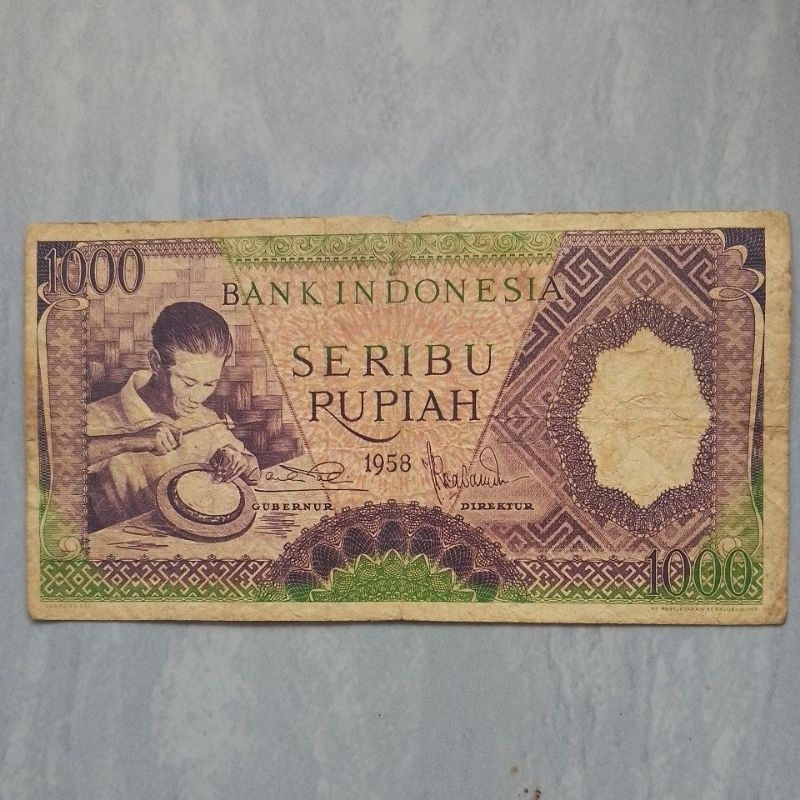 1000
BANK INDONESIA
SERIBU
RUPIAH
1958
GUBERNUR
DIREKTUR
1000